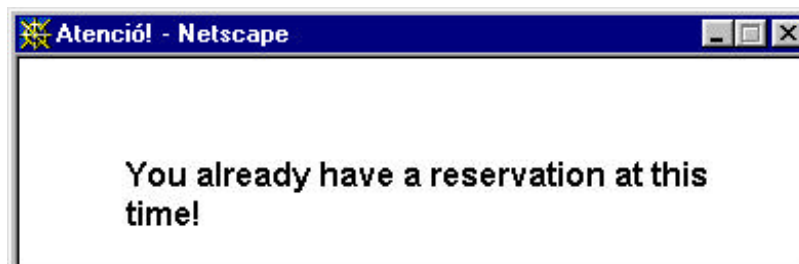 Atenció! - Netscape
You already have a reservation at this
time!